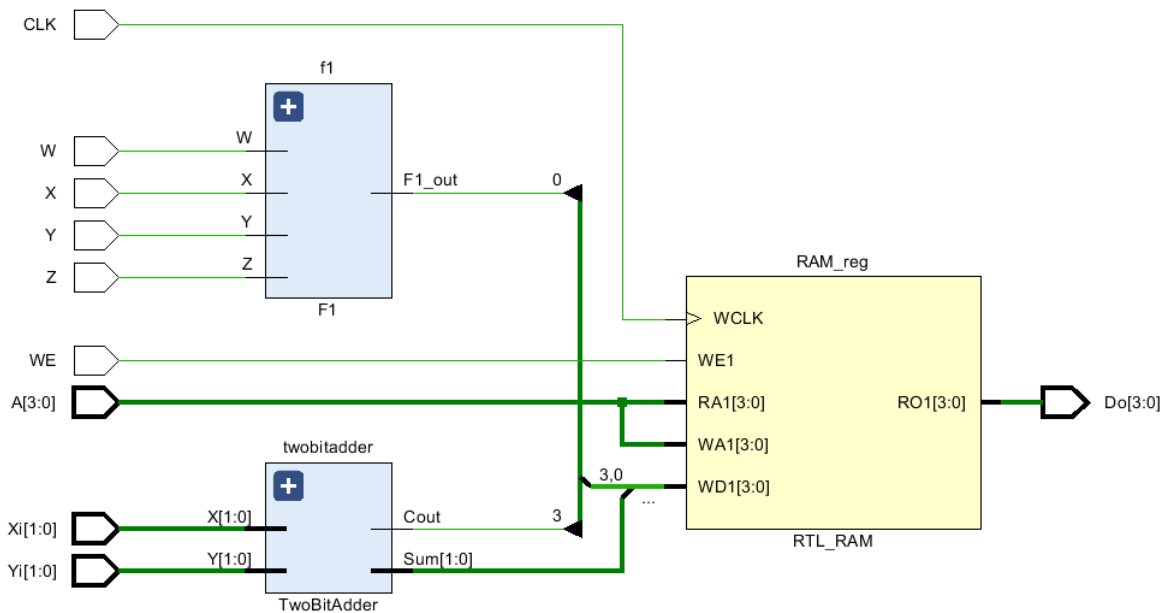 CLK
f1
W
W
X
X
F1_out
0
Y
Y
Z
Z
F1
RAM_reg
WCLK
WE
WE1
A[3:0]
RA1[3:0]
RO1[3:0]
Do[3:0]
WA1[3:0]
twobitadder
3,0
WD1[3:0]
...
Xi[1:0]
X[1:0]
Cout
3
RTL_RAM
Yi[1:0]
Y[1:0]
Sum[1:0]
TwoBitAdder